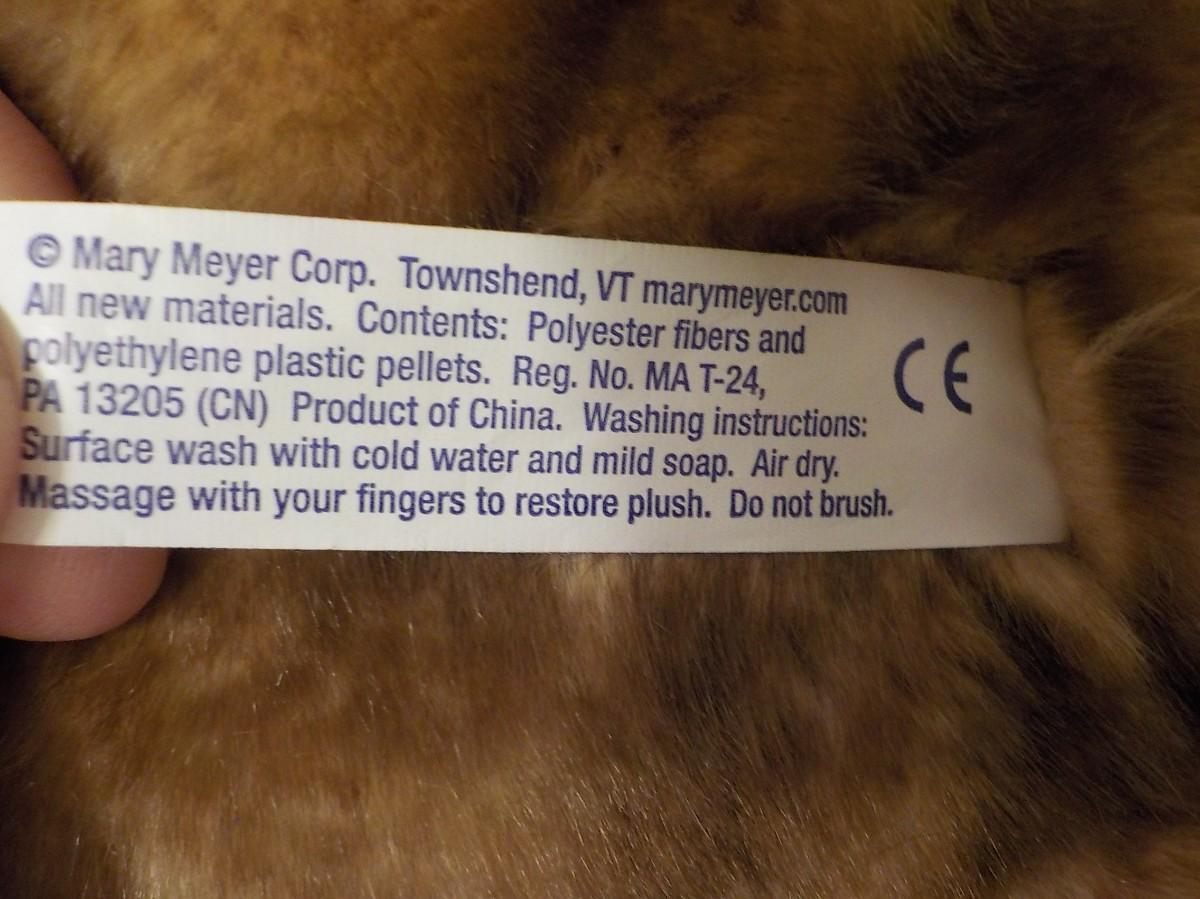 © Mary Meyer Corp. Townshend, VT marymeyer.com
All new materials. Contents: Polyester fibers and
polyethylene plastic pellets. Reg. No. MA T-24,
PA 13205 (CN) Product of China. Washing instructions:
Surface wash with cold water and mild soap. Air dry.
Massage with your fingers to restore plush. Do not brush.
CE